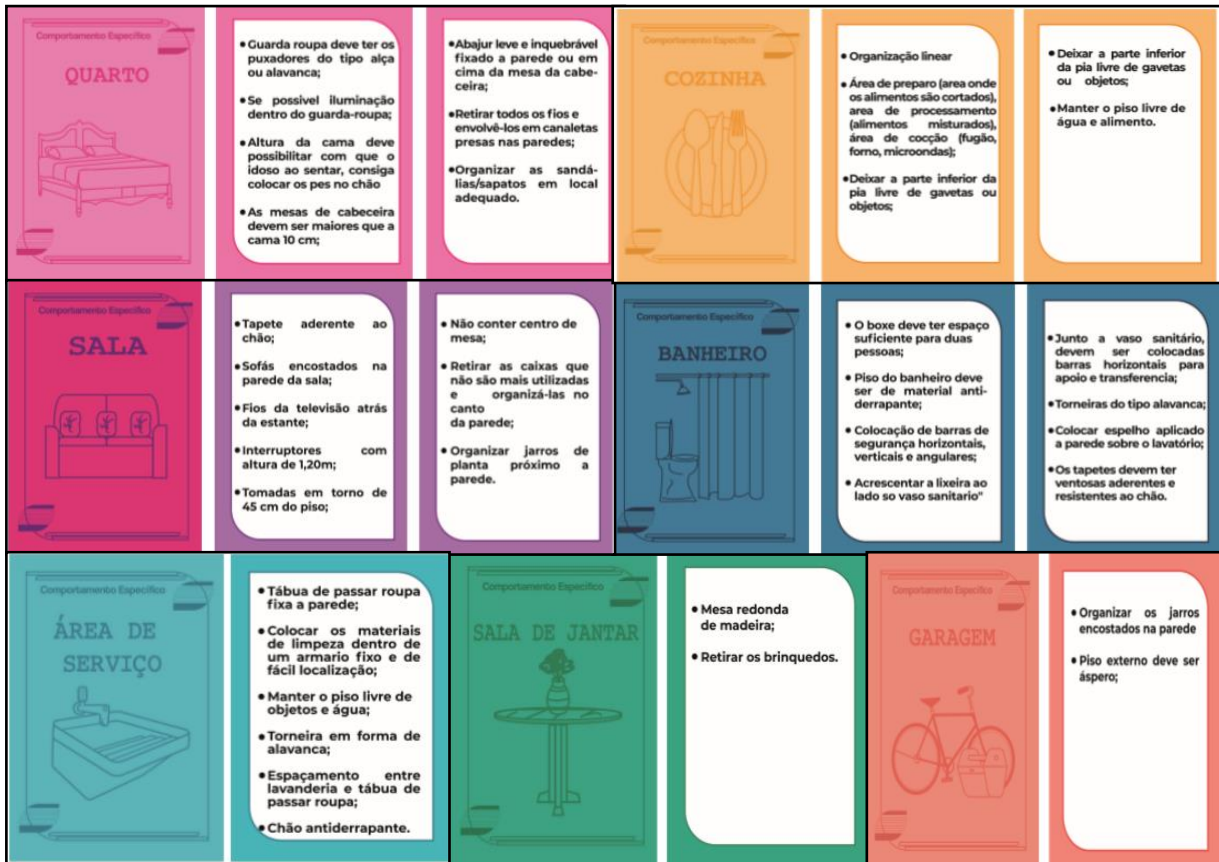 Comportamento Específico
QUARTO
● Guarda roupa deve ter os
puxadores do tipo alça
ou alavanca;
● Se possivel iluminação
dentro do guarda-roupa;
● Altura da cama deve
possibilitar com que o
idoso ao sentar, consiga
colocar os pes no chão
● As mesas de cabeceira
devem ser maiores que a
cama 10 cm;
● Abajur leve e inquebrável
fixado a parede ou em
cima da mesa da cabe-
ceira;
● Retirar todos os fios e
envolvê-los em canaletas
presas nas paredes;
● Organizar as sandá-
lias/sapatos em local
adequado.
Comportamento Específico
COZINHA
● Organização linear
● Área de preparo (area onde
os alimentos são cortados),
area de processamento
(alimentos misturados),
área de cocção (fugão,
forno, microondas);
● Deixar a parte inferior da
pia livre de gavetas ou
objetos;
● Deixar a parte inferior
da pia livre de gavetas
ou objetos;
● Manter o piso livre de
água e alimento.
Comportamento Específico
SALA
● Tapete aderente ao
chão;
● Sofás encostados na
parede da sala;
● Fios da televisão atrás
da estante;
● Interruptores com
altura de 1,20m;
● Tomadas em torno de
45 cm do piso;
● Não conter centro de
mesa;
● Retirar as caixas que
não são mais utilizadas
e organizá-las no
canto
da parede;
● Organizar jarros de
planta próximo a
parede.
Comportamento Específico
BANHEIRO
● O boxe deve ter espaço
suficiente para duas
pessoas;
● Piso do banheiro deve
ser de material anti-
derrapante;
● Colocação de barras de
segurança horizontais,
verticais e angulares;
● Acrescentar a lixeira ao
lado so vaso sanitario"
● Junto a vaso sanitário,
devem ser colocadas
barras horizontais para
apoio e transferencia;
● Torneiras do tipo alavanca;
● Colocar espelho aplicado
a parede sobre o lavatório;
● Os tapetes devem ter
ventosas aderentes e
resistentes ao chão.
Comportamento Específico
ÁREA DE
SERVIÇO
● Tábua de passar roupa
fixa a parede;
● Colocar os materiais
de limpeza dentro de
um armario fixo e de
fácil localização;
● Manter o piso livre de
objetos e água;
● Torneira em forma de
alavanca;
● Espaçamento entre
lavanderia e tábua de
passar roupa;
● Chão antiderrapante.
Comportamento Específico
SALA DE JANTAR
● Mesa redonda
de madeira;
● Retirar os brinquedos.
Comportamento Específico
GARAGEM
● Organizar os jarros
encostados na parede
● Piso externo deve ser
áspero;